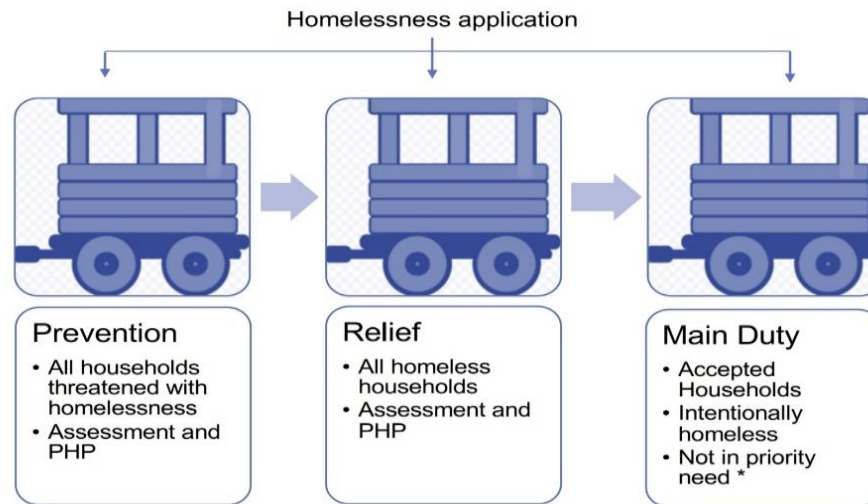 Homelessness application
Prevention
• All households
threatened with
homelessness
• Assessment and
PHP
Relief
• All homeless
households
• Assessment and
PHP
Main Duty
• Accepted
Households
• Intentionally
homeless
• Not in priority
need *